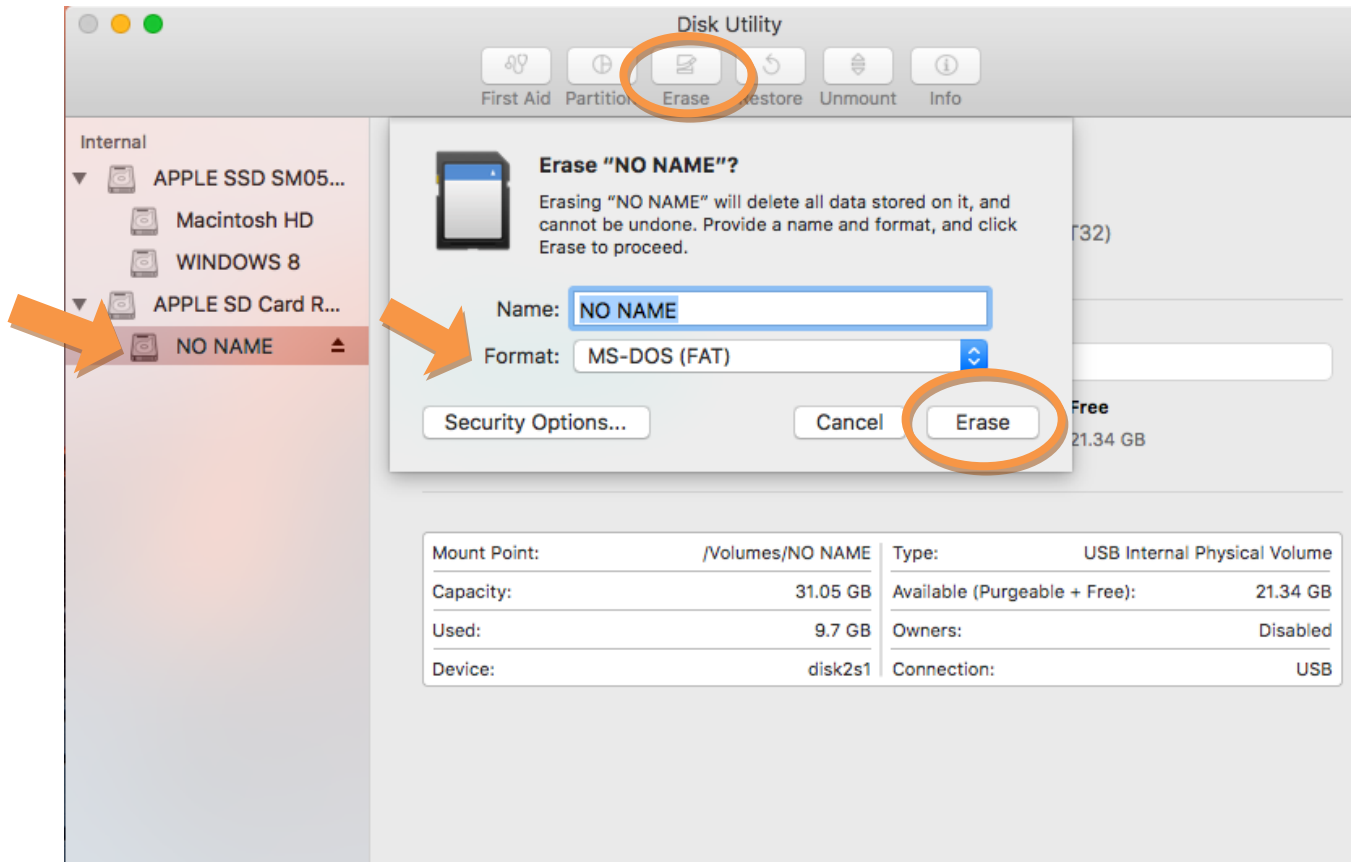 Disk Utility
First Aid Partition Erase Restore Unmount Info
Internal
APPLE SSD SM05...
Macintosh HD
WINDOWS 8
APPLE SD Card R...
NO NAME
Erase “NO NAME”?
Erasing “NO NAME” will delete all data stored on it, and
cannot be undone. Provide a name and format, and click
Erase to proceed.
Name: NO NAME
Format: MS-DOS (FAT)
Security Options... Cancel Erase
T32)
Free
21.34 GB
Mount Point: /Volumes/NO NAME Type: USB Internal Physical Volume
Capacity: 31.05 GB Available (Purgeable + Free): 21.34 GB
Used: 9.7 GB Owners: Disabled
Device: disk2s1 Connection: USB